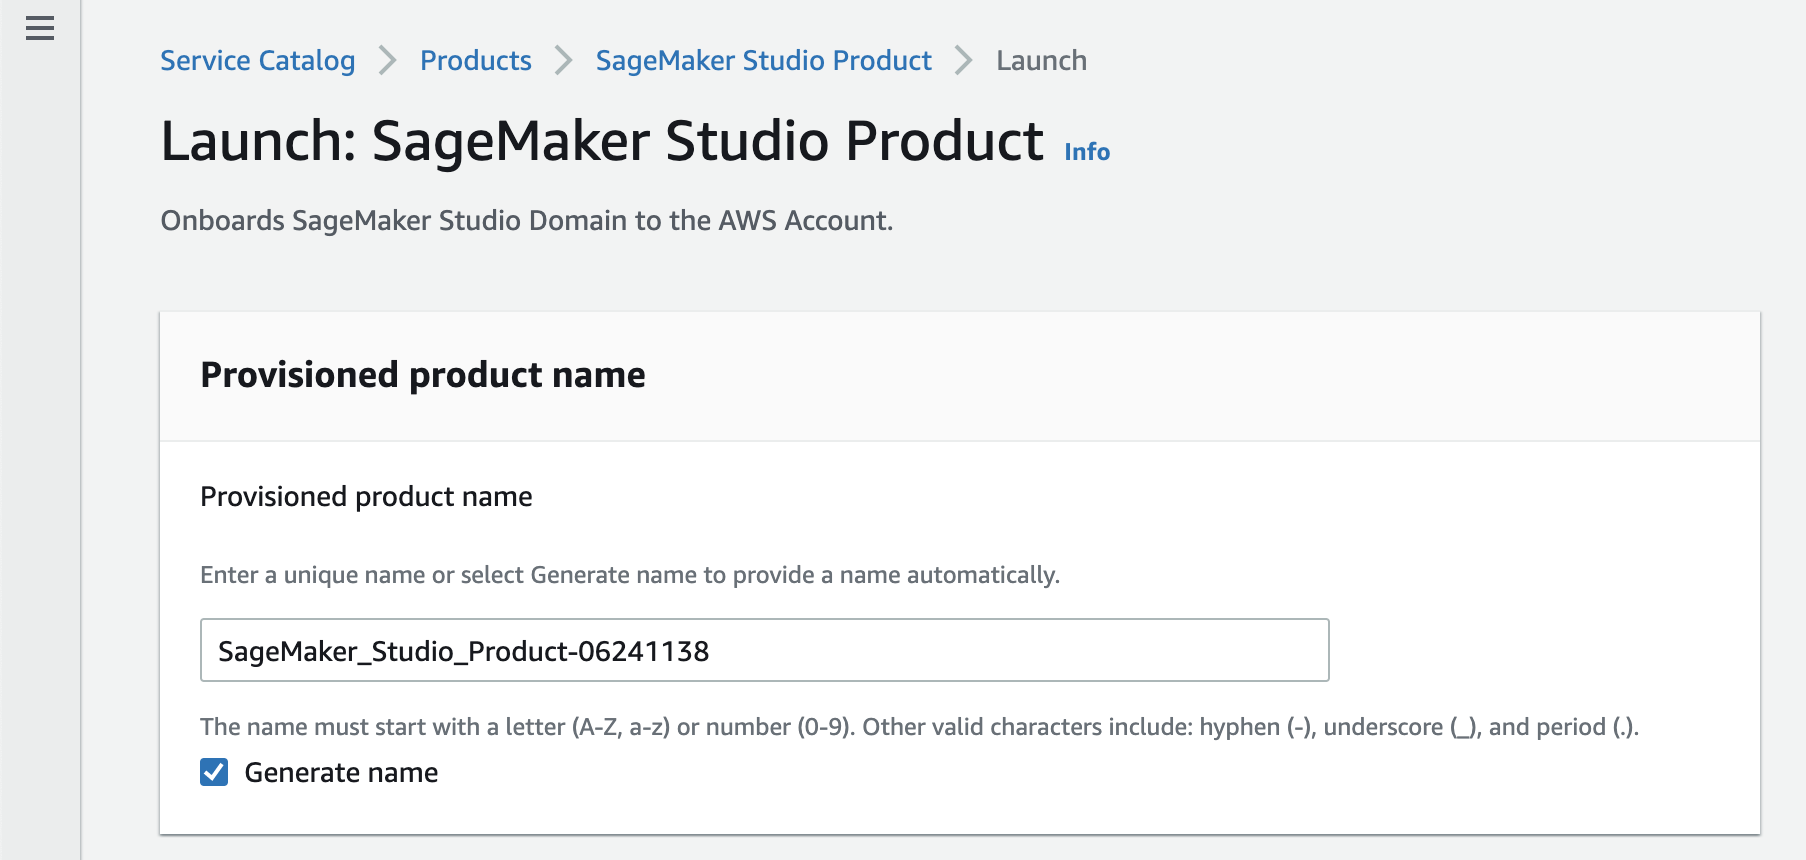 Service Catalog > Products > SageMaker Studio Product > Launch
Launch: SageMaker Studio Product Info
Onboards SageMaker Studio Domain to the AWS Account.
Provisioned product name
Provisioned product name
Enter a unique name or select Generate name to provide a name automatically.
SageMaker_Studio_Product-06241138
The name must start with a letter (A-Z, a-z) or number (0-9). Other valid characters include: hyphen (-), underscore (_), and period (.).
Generate name